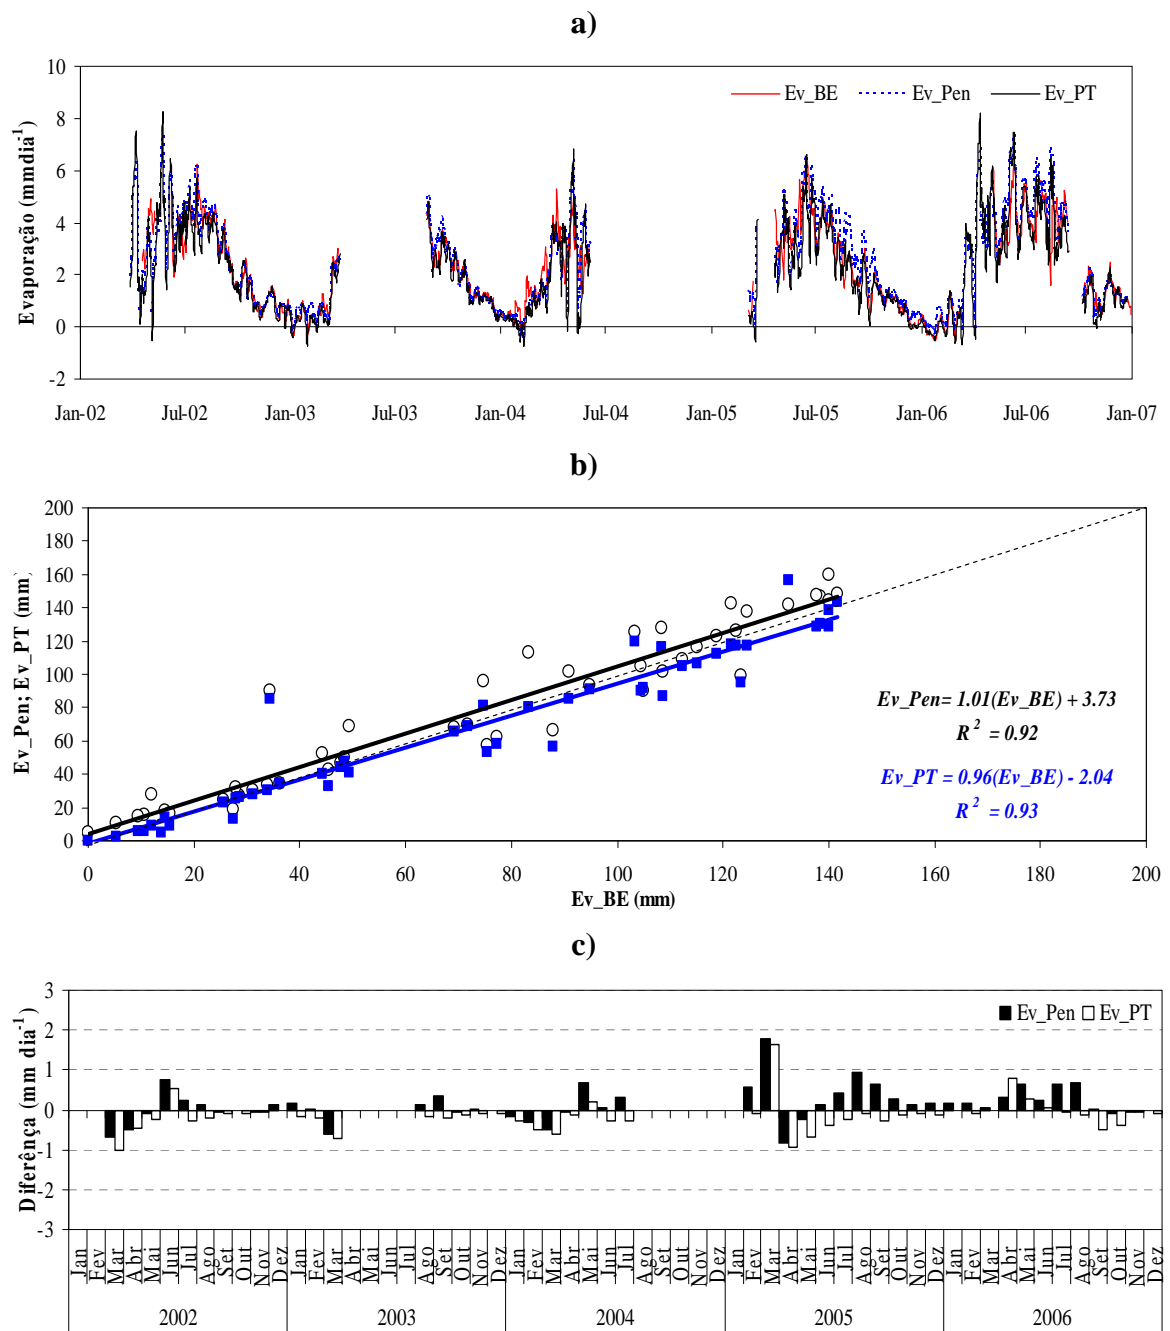 a)
Evaporação (mmdia-1)
Ev_BE Ev_Pen Ev_PT
10
8
6
4
2
0
-2
Jan-02 Jul-02 Jan-03 Jul-03 Jan-04 Jul-04 Jan-05 Jul-05 Jan-06 Jul-06 Jan-07
b)
Ev_Pen; Ev_PT (mm)
200
180
160
140
120
100
80
60
40
20
0
Ev_Pen= 1.01(Ev_BE) + 3.73
R2 = 0.92
Ev_PT = 0.96(Ev_BE) - 2.04
R2 = 0.93
0 20 40 60 80 100 120 140 160 180 200
Ev_BE (mm)
c)
Diferênça (mm dia-1)
Ev_Pen Ev_PT
3
2
1
0
-1
-2
-3
Jan Fev Mar Abr Mai Jun Jul Ago Set Out Nov Dez Jan Fev Mar Abr Mai Jun Jul Ago Set Out Nov Dez Jan Fev Mar Abr Mai Jun Jul Ago Set Out Nov Dez Jan Fev Mar Abr Mai Jun Jul Ago Set Out Nov Dez Jan Fev Mar Abr Mai Jun Jul Ago Set Out Nov Dez
2002 2003 2004 2005 2006